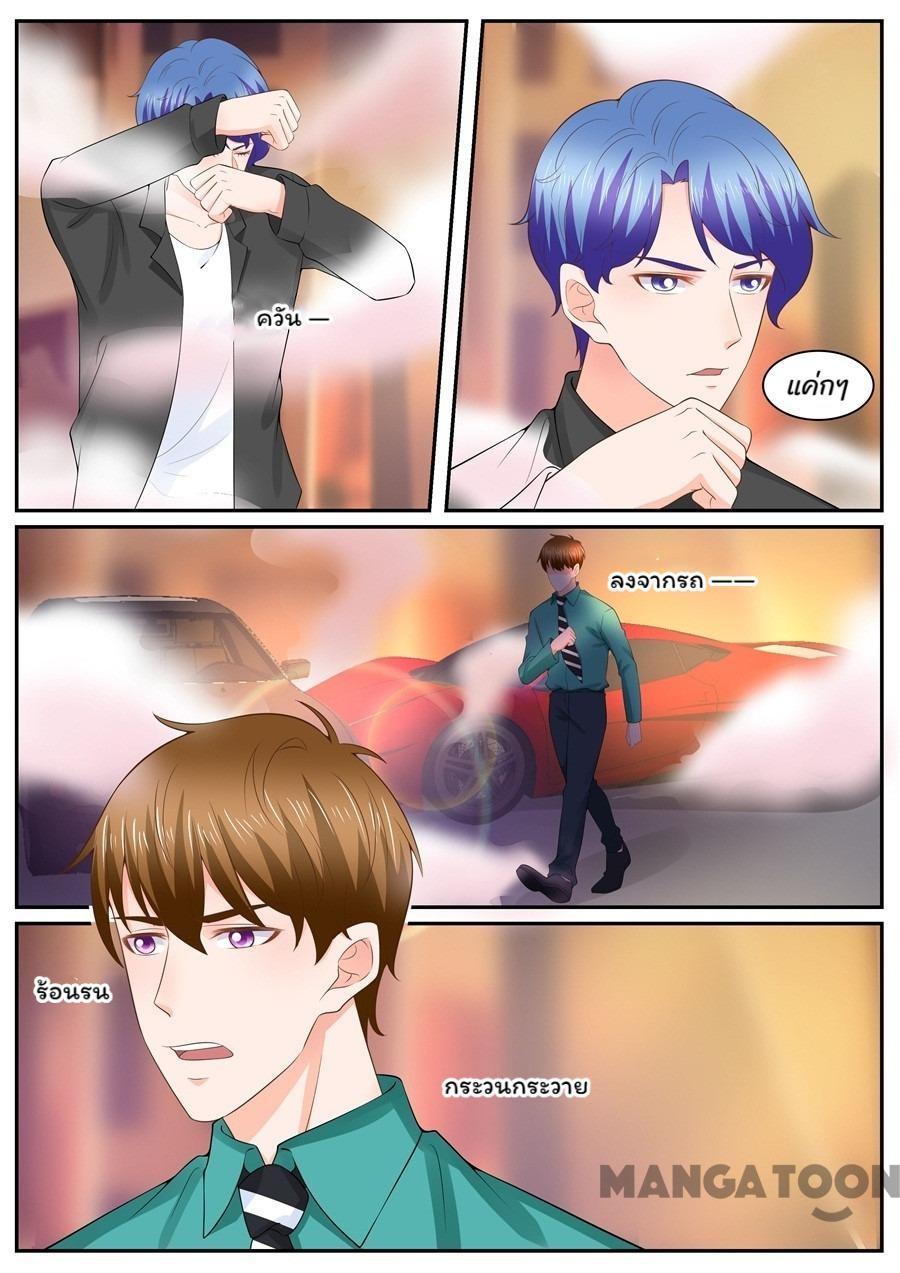 ควัน —
แค่กๆ
ลงจากรถ ——
ร้อนรน
กระวนกระวาย
MANGATOON